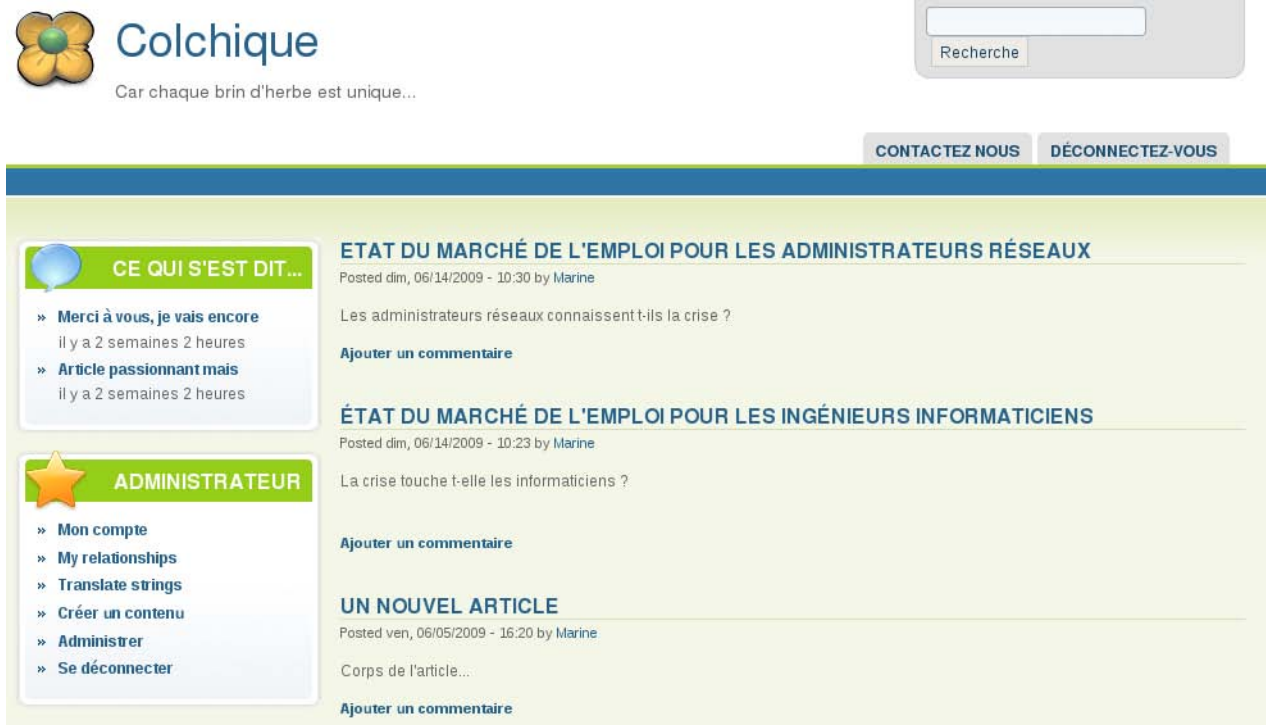 Colchique
Car chaque brin d'herbe est unique...
Recherche
CONTACTEZ NOUS
DÉCONNECTEZ-VOUS
CE QUI S'EST DIT...
» Merci à vous, je vais encore
il y a 2 semaines 2 heures
» Article passionnant mais
il y a 2 semaines 2 heures
ADMINISTRATEUR
» Mon compte
» My relationships
» Translate strings
» Créer un contenu
» Administrer
» Se déconnecter
ETAT DU MARCHÉ DE L'EMPLOI POUR LES ADMINISTRATEURS RÉSEAUX
Posted dim, 06/14/2009 - 10:30 by Marine
Les administrateurs réseaux connaissent t-ils la crise ?
Ajouter un commentaire
ÉTAT DU MARCHÉ DE L'EMPLOI POUR LES INGÉNIEURS INFORMATICIENS
Posted dim, 06/14/2009 - 10:23 by Marine
La crise touche t-elle les informaticiens ?
Ajouter un commentaire
UN NOUVEL ARTICLE
Posted ven, 06/05/2009 - 16:20 by Marine
Corps de l'article...
Ajouter un commentaire